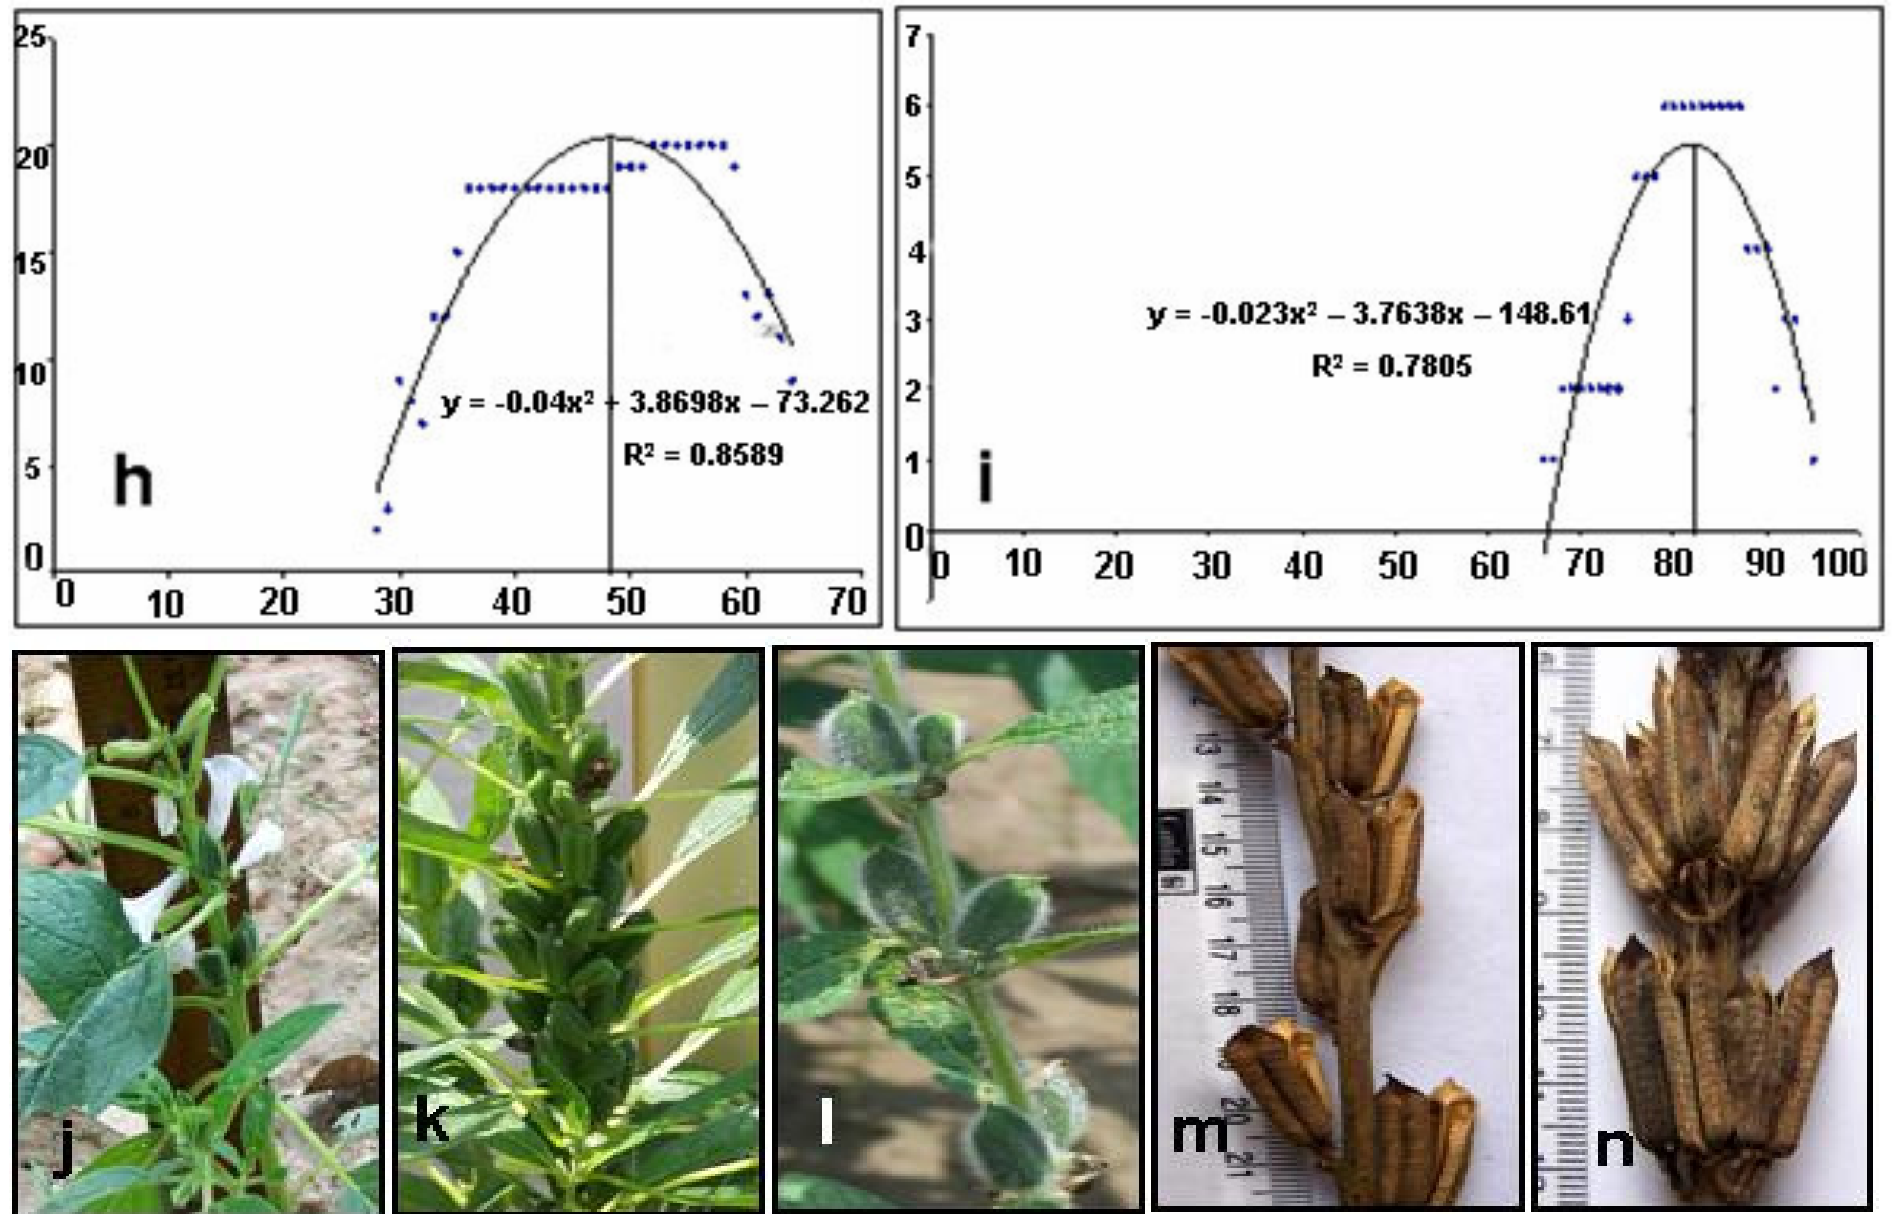 25
20
15
10
5
0
0 10 20 30 40 50 60 70
y = -0.04x² + 3.8698x – 73.262
R² = 0.8589
h
7
6
5
4
3
2
1
0
0 10 20 30 40 50 60 70 80 90 100
y = -0.023x² – 3.7638x – 148.61
R² = 0.7805
i
j
k
l
13
14
15
16
17
18
20
21
m
n